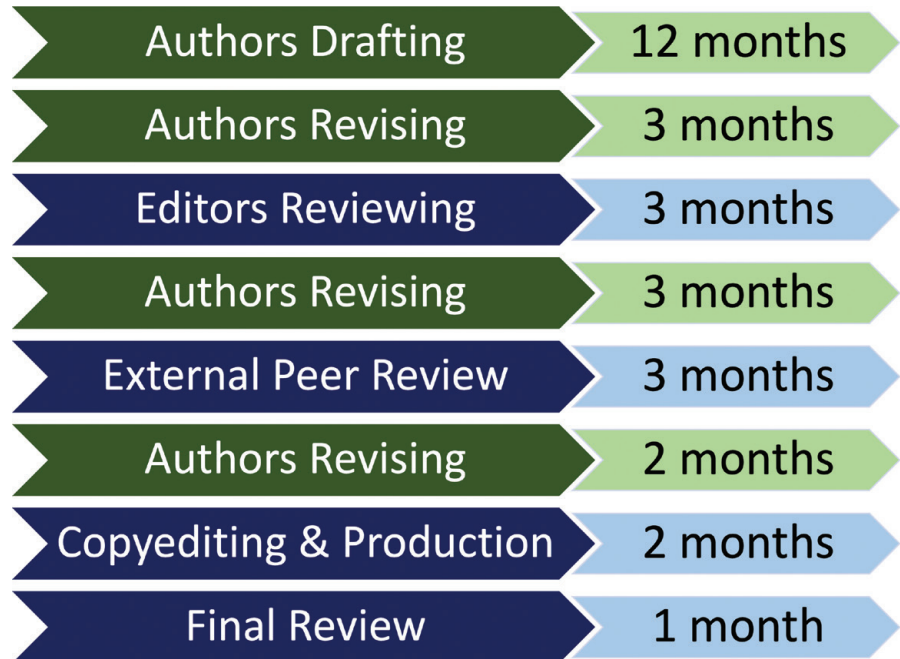 Authors Drafting 12 months
Authors Revising 3 months
Editors Reviewing 3 months
Authors Revising 3 months
External Peer Review 3 months
Authors Revising 2 months
Copyediting & Production 2 months
Final Review 1 month